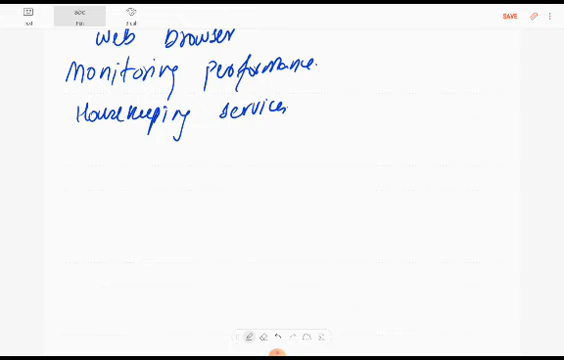 SAVE
web browser
Monitoring performance.
Housekeeping services